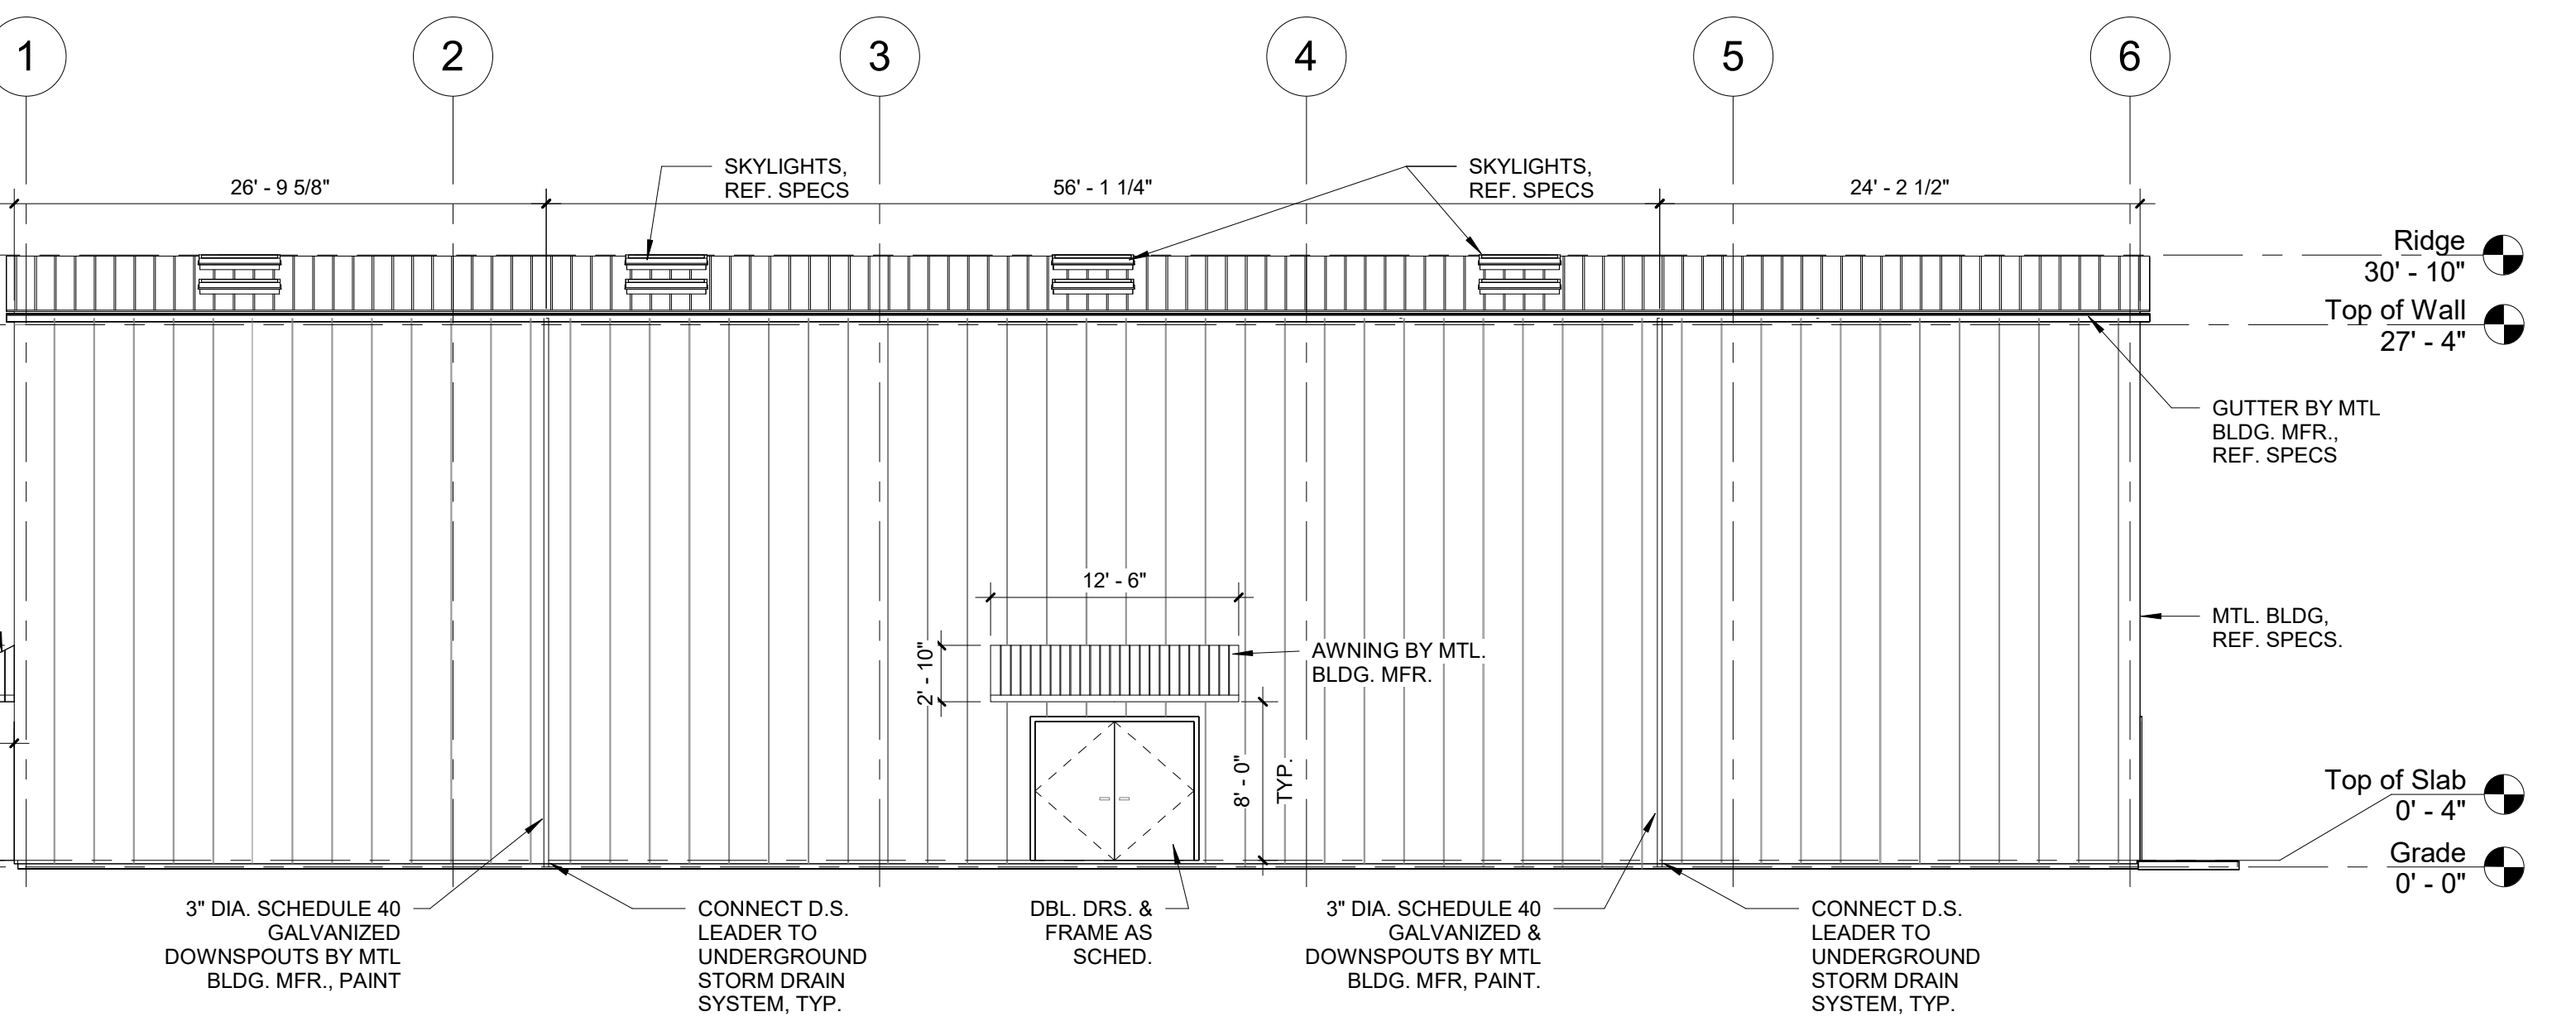 1
2
3
4
5
6
26' - 9 5/8"
SKYLIGHTS,
REF. SPECS
56' - 1 1/4"
SKYLIGHTS,
REF. SPECS
24' - 2 1/2"
Ridge
30' - 10"
Top of Wall
27' - 4"
GUTTER BY MTL
BLDG. MFR.,
REF. SPECS
12' - 6"
2' - 10"
AWNING BY MTL.
BLDG. MFR.
MTL. BLDG,
REF. SPECS.
8' - 0"
TYP.
Top of Slab
0' - 4"
Grade
0' - 0"
3" DIA. SCHEDULE 40
GALVANIZED
DOWNSPOUTS BY MTL
BLDG. MFR., PAINT
CONNECT D.S.
LEADER TO
UNDERGROUND
STORM DRAIN
SYSTEM, TYP.
DBL. DRS. &
FRAME AS
SCHED.
3" DIA. SCHEDULE 40
GALVANIZED &
DOWNSPOUTS BY MTL
BLDG. MFR, PAINT.
CONNECT D.S.
LEADER TO
UNDERGROUND
STORM DRAIN
SYSTEM, TYP.